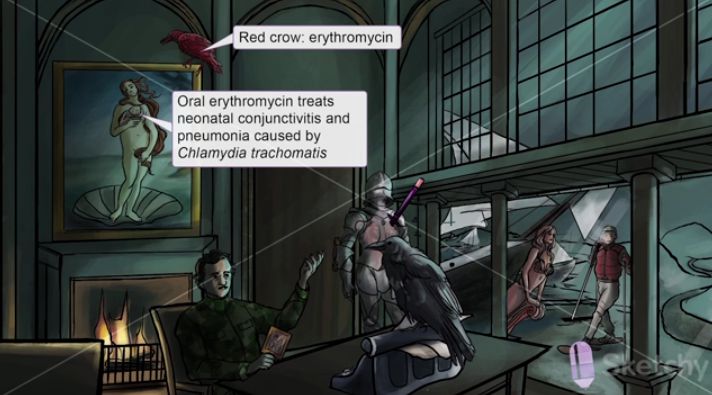 Red crow: erythromycin
Oral erythromycin treats
neonatal conjunctivitis and
pneumonia caused by
Chlamydia trachomatis
Sketchy